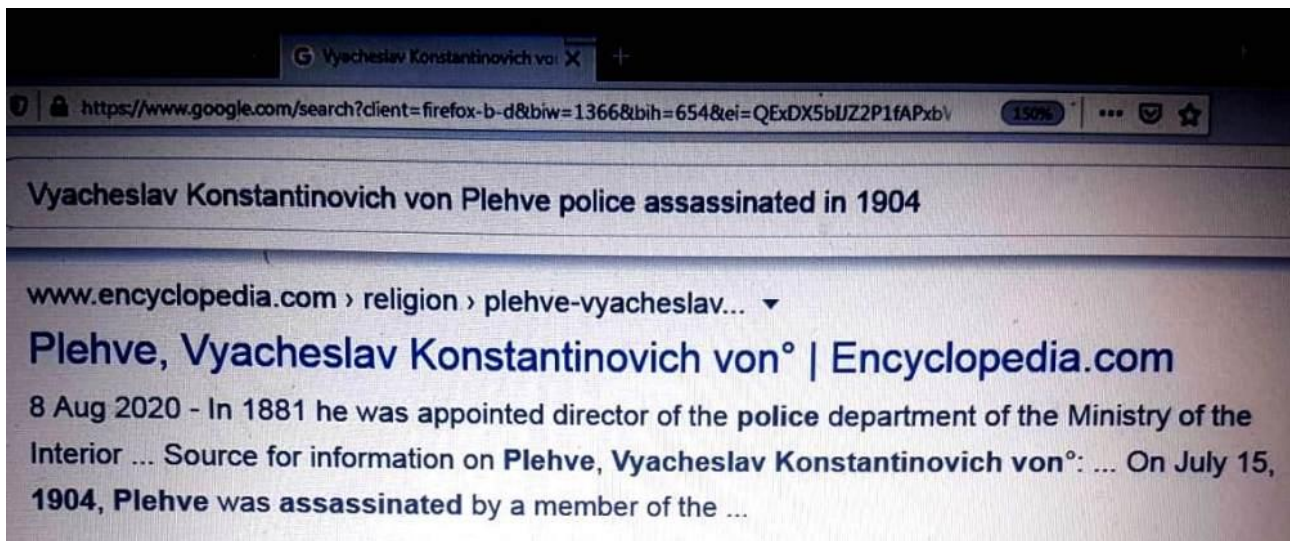 G Vyacheslav Konstantinovich vo
https://www.google.com/search?client=firefox-b-d&biw=1366&bih=654&ei= 150%
Vyacheslav Konstantinovich von Plehve police assassinated in 1904
www.encyclopedia.com › religion › plehve-vyacheslav...
Plehve, Vyacheslav Konstantinovich von° | Encyclopedia.com
8 Aug 2020 - In 1881 he was appointed director of the police department of the Ministry of the
Interior ... Source for information on Plehve, Vyacheslav Konstantinovich von°: ... On July 15,
1904, Plehve was assassinated by a member of the ...